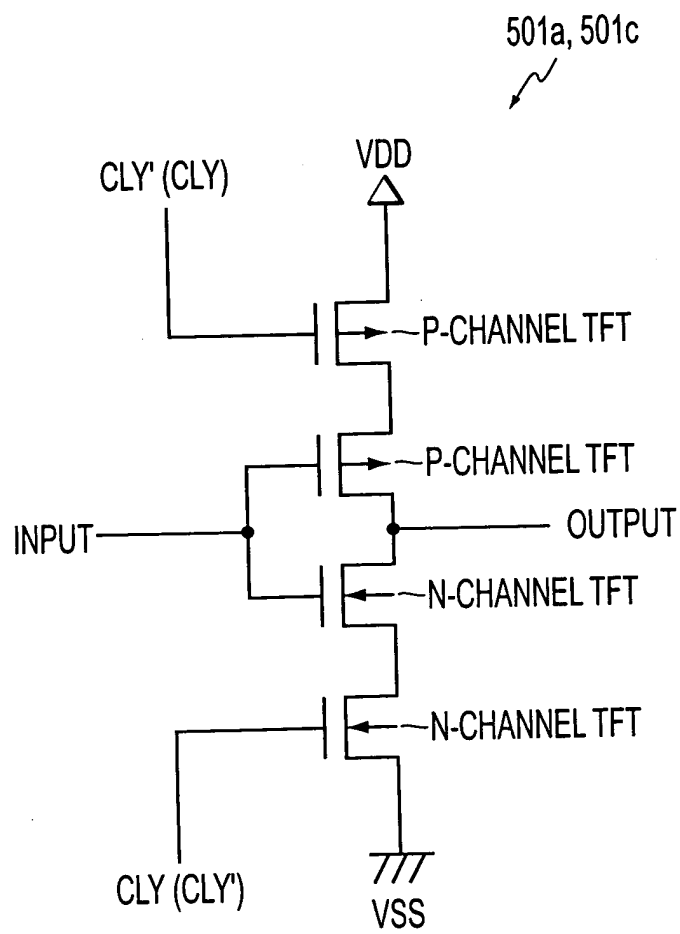 501a, 501c
VDD
CLY' (CLY)
P-CHANNEL TFT
P-CHANNEL TFT
INPUT
OUTPUT
N-CHANNEL TFT
N-CHANNEL TFT
CLY (CLY')
VSS